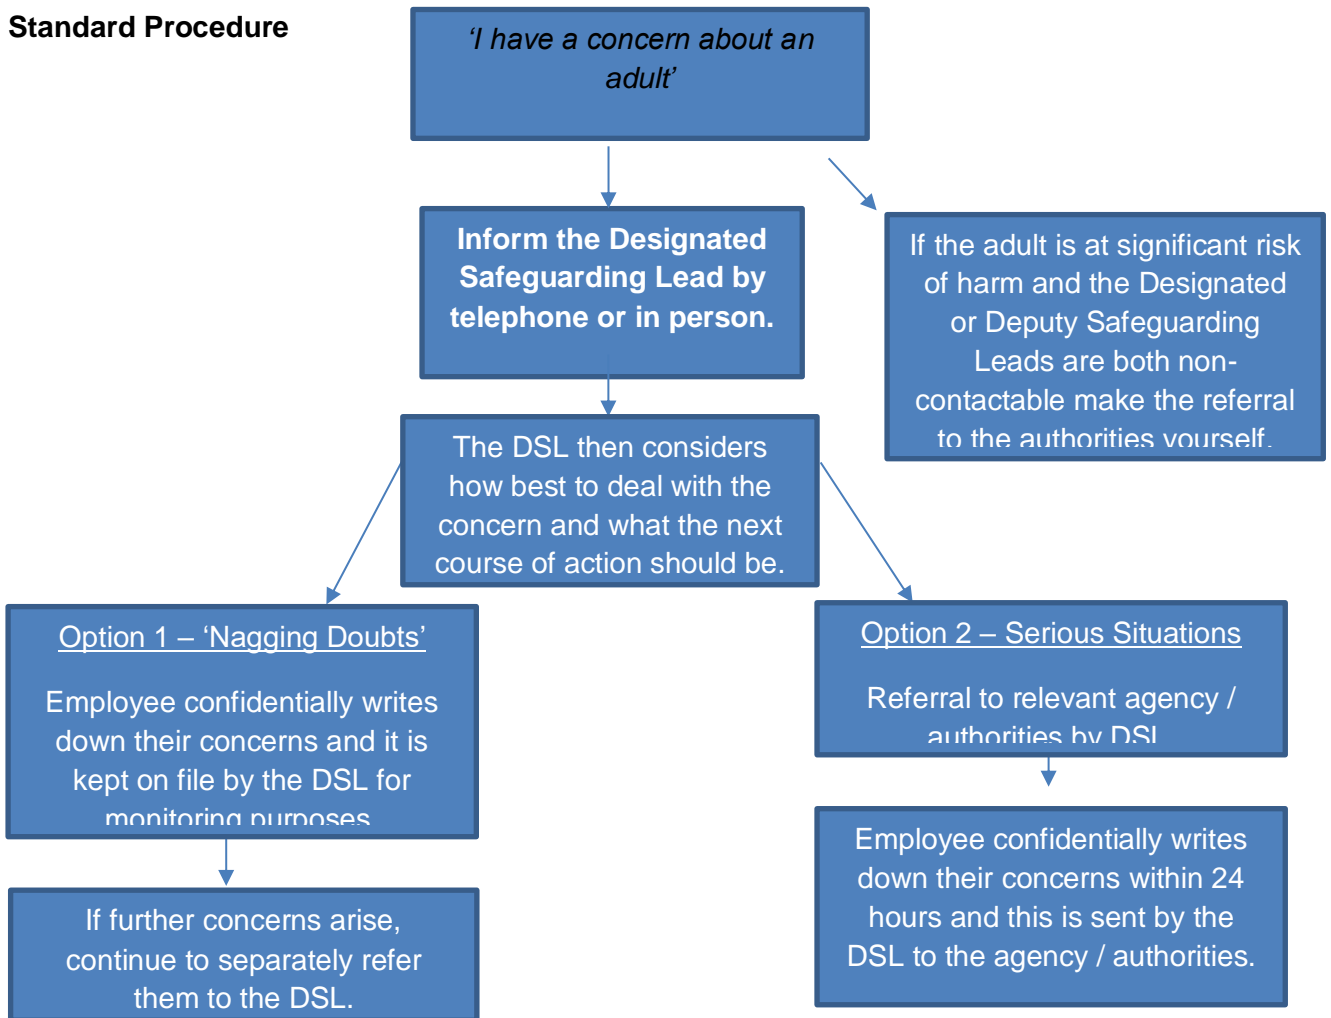 Standard Procedure
‘I have a concern about an
adult’
Inform the Designated
Safeguarding Lead by
telephone or in person.
If the adult is at significant risk
of harm and the Designated
or Deputy Safeguarding
Leads are both non-
contactable make the referral
to the authorities yourself.
The DSL then considers
how best to deal with the
concern and what the next
course of action should be.
Option 1 – ‘Nagging Doubts’
Employee confidentially writes
down their concerns and it is
kept on file by the DSL for
monitoring purposes
Option 2 – Serious Situations
Referral to relevant agency /
authorities by DSL
If further concerns arise,
continue to separately refer
them to the DSL.
Employee confidentially writes
down their concerns within 24
hours and this is sent by the
DSL to the agency / authorities.